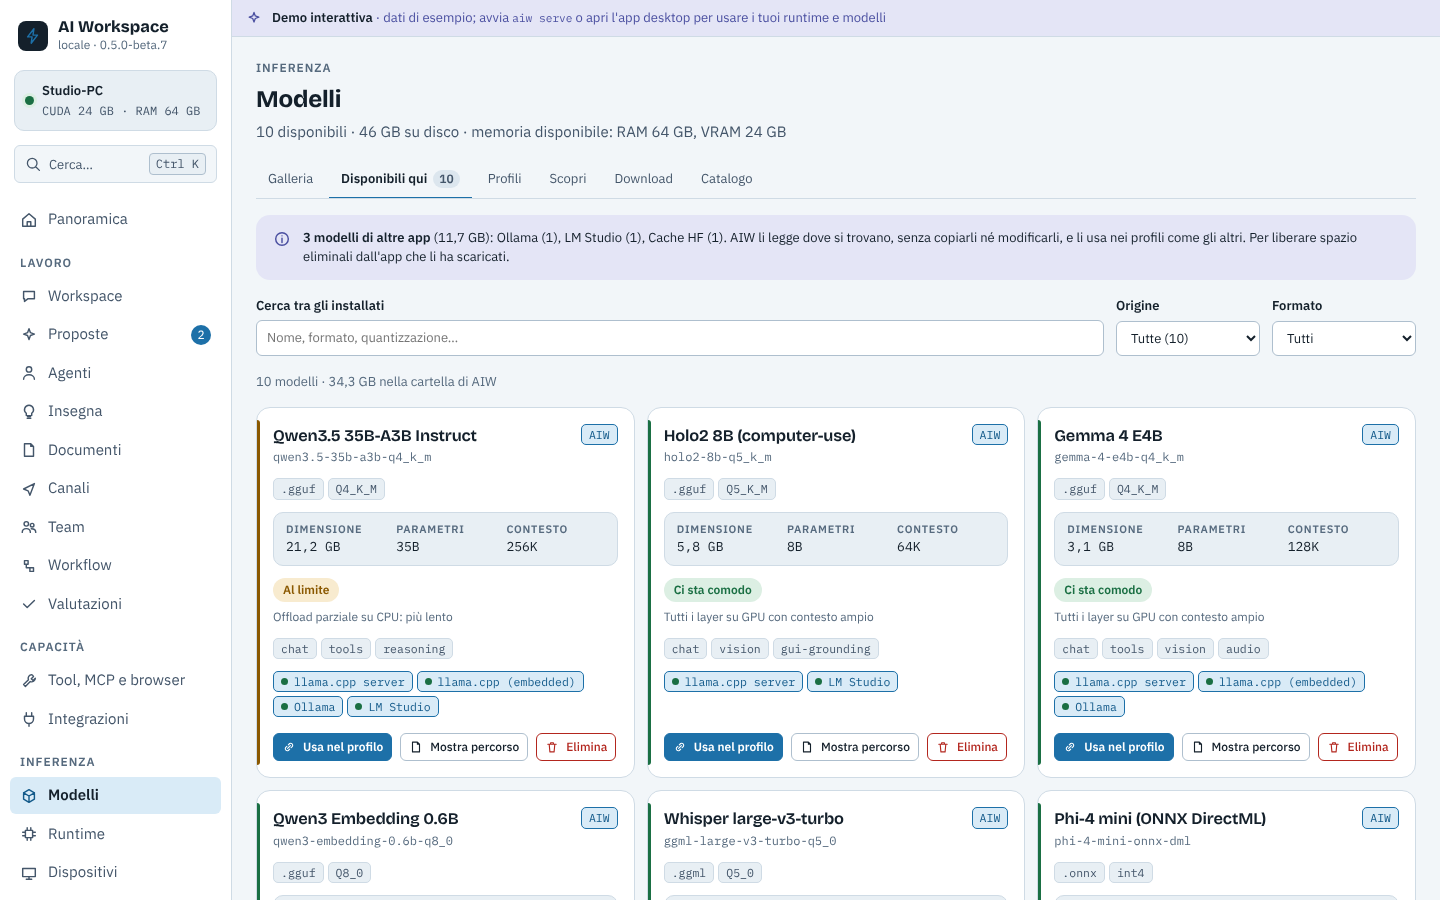 AI Workspace
locale · 0.5.0-beta.7
Studio-PC
CUDA 24 GB · RAM 64 GB
Cerca...
Ctrl K
Panoramica
LAVORO
Workspace
Proposte 2
Agenti
Insegna
Documenti
Canali
Team
Workflow
Valutazioni
CAPACITÀ
Tool, MCP e browser
Integrazioni
INFERENZA
Modelli
Runtime
Dispositivi
Demo interattiva · dati di esempio; avvia aiw serve o apri l'app desktop per usare i tuoi runtime e modelli
INFERENZA
Modelli
10 disponibili · 46 GB su disco · memoria disponibile: RAM 64 GB, VRAM 24 GB
Galleria Disponibili qui 10 Profili Scopri Download Catalogo
3 modelli di altre app (11,7 GB): Ollama (1), LM Studio (1), Cache HF (1). AIW li legge dove si trovano, senza copiarli né modificarli, e li usa nei profili come gli altri. Per liberare spazio
eliminali dall'app che li ha scaricati.
Cerca tra gli installati
Nome, formato, quantizzazione...
Origine
Tutte (10)
Formato
Tutti
10 modelli · 34,3 GB nella cartella di AIW
Qwen3.5 35B-A3B Instruct AIW
qwen3.5-35b-a3b-q4_k_m
.gguf Q4_K_M
DIMENSIONE PARAMETRI CONTESTO
21,2 GB 35B 256K
Al limite
Offload parziale su CPU: più lento
chat tools reasoning
llama.cpp server llama.cpp (embedded)
Ollama LM Studio
Usa nel profilo Mostra percorso Elimina
Holo2 8B (computer-use) AIW
holo2-8b-q5_k_m
.gguf Q5_K_M
DIMENSIONE PARAMETRI CONTESTO
5,8 GB 8B 64K
Ci sta comodo
Tutti i layer su GPU con contesto ampio
chat vision gui-grounding
llama.cpp server LM Studio
Usa nel profilo Mostra percorso Elimina
Gemma 4 E4B AIW
gemma-4-e4b-q4_k_m
.gguf Q4_K_M
DIMENSIONE PARAMETRI CONTESTO
3,1 GB 8B 128K
Ci sta comodo
Tutti i layer su GPU con contesto ampio
chat tools vision audio
llama.cpp server llama.cpp (embedded)
Ollama
Usa nel profilo Mostra percorso Elimina
Qwen3 Embedding 0.6B AIW
qwen3-embedding-0.6b-q8_0
.gguf Q8_0
Whisper large-v3-turbo AIW
ggml-large-v3-turbo-q5_0
.ggml Q5_0
Phi-4 mini (ONNX DirectML) AIW
phi-4-mini-onnx-dml
.onnx int4